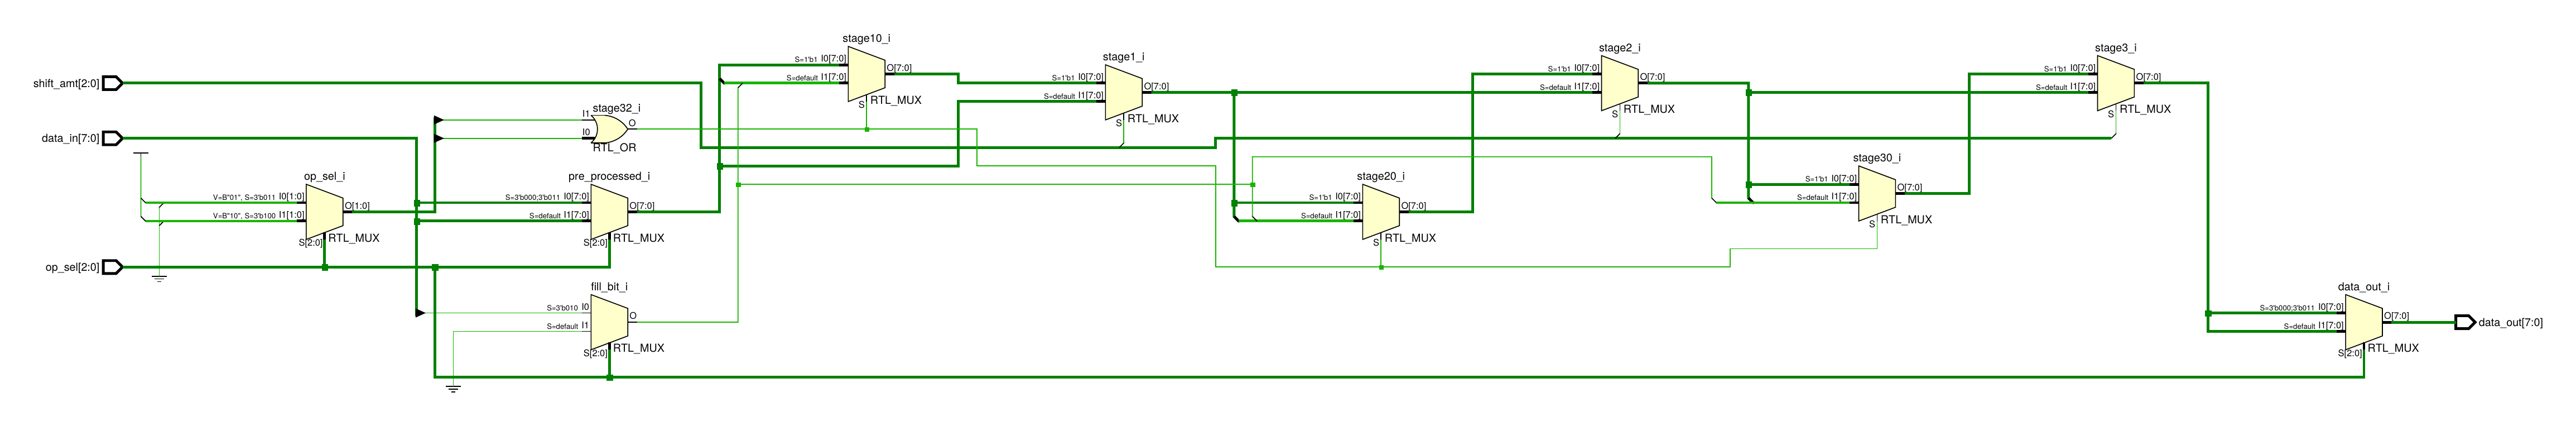 shift_amt[2:0]
data_in[7:0]
op_sel[2:0]
op_sel_i
V=B"01", S=3'b011 I0[1:0]
V=B"10", S=3'b100 I1[1:0]
O[1:0]
S[2:0]
RTL_MUX
stage32_i
I1
I0
O
RTL_OR
pre_processed_i
S=3'b000;3'b011 I0[7:0]
S=default I1[7:0]
O[7:0]
S[2:0]
RTL_MUX
fill_bit_i
S=3'b010 I0
S=default I1
O
S[2:0]
RTL_MUX
stage10_i
S=1'b1 I0[7:0]
S=default I1[7:0]
O[7:0]
S
RTL_MUX
stage1_i
S=1'b1 I0[7:0]
S=default I1[7:0]
O[7:0]
S
RTL_MUX
stage20_i
S=1'b1 I0[7:0]
S=default I1[7:0]
O[7:0]
S
RTL_MUX
stage2_i
S=1'b1 I0[7:0]
S=default I1[7:0]
O[7:0]
S
RTL_MUX
stage30_i
S=1'b1 I0[7:0]
S=default I1[7:0]
O[7:0]
S
RTL_MUX
stage3_i
S=1'b1 I0[7:0]
S=default I1[7:0]
O[7:0]
S
RTL_MUX
data_out_i
S=3'b000;3'b011 I0[7:0]
S=default I1[7:0]
O[7:0]
S[2:0]
RTL_MUX
data_out[7:0]